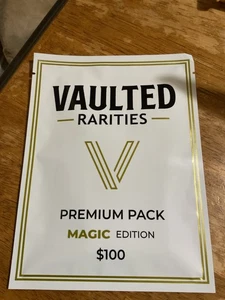 VAULTED
RARITIES
PREMIUM PACK
MAGIC EDITION
$100